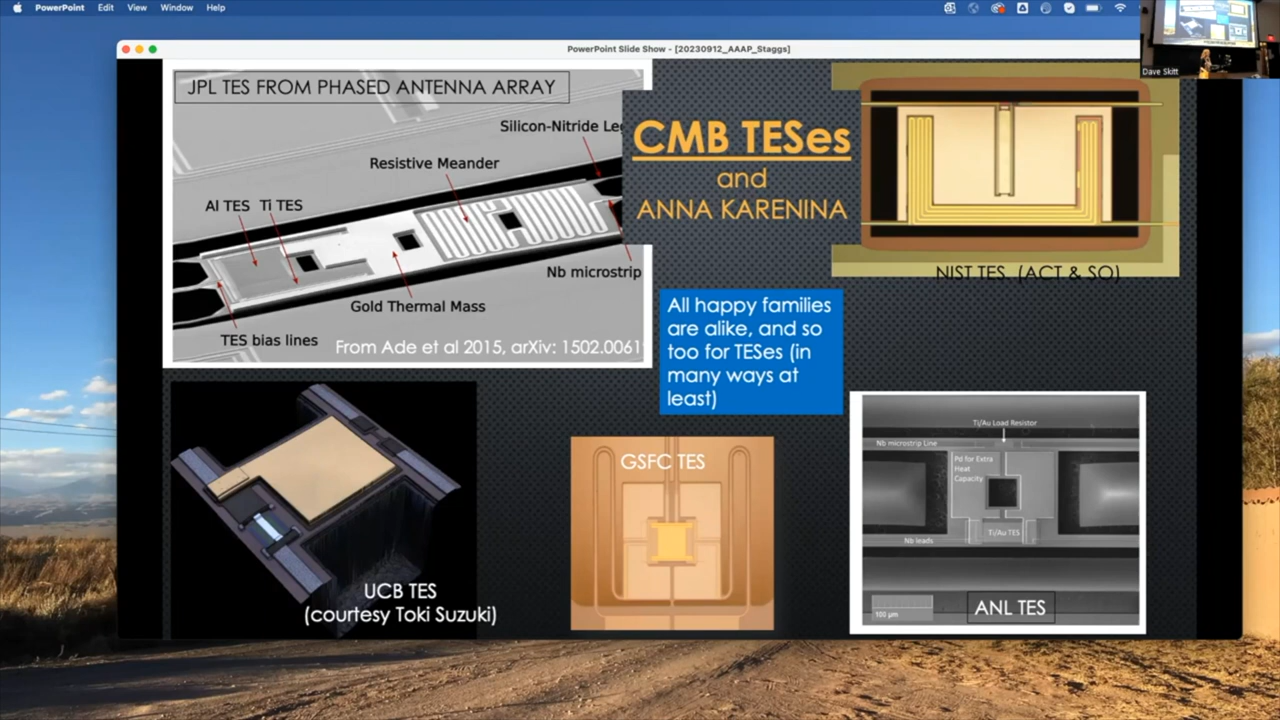 PowerPoint Edit View Window Help
PowerPoint Slide Show - [20230912_AAAP_Staggs]
Dave Skitt
JPL TES FROM PHASED ANTENNA ARRAY
Silicon-Nitride Le
Resistive Meander
Al TES Ti TES
Nb microstrip
Gold Thermal Mass
TES bias lines
From Ade et al 2015, arXiv: 1502.0061
CMB TESes
and
ANNA KARENINA
NIST TES (ACT & SO)
All happy families
are alike, and so
too for TESes (in
many ways at
least)
UCB TES
(courtesy Toki Suzuki)
GSFC TES
Ti/Au Load Resistor
Nb microstrip Line
Pd for Extra
Heat
Capacity
Ti/Au TES
Nb leads
100 µm
ANL TES